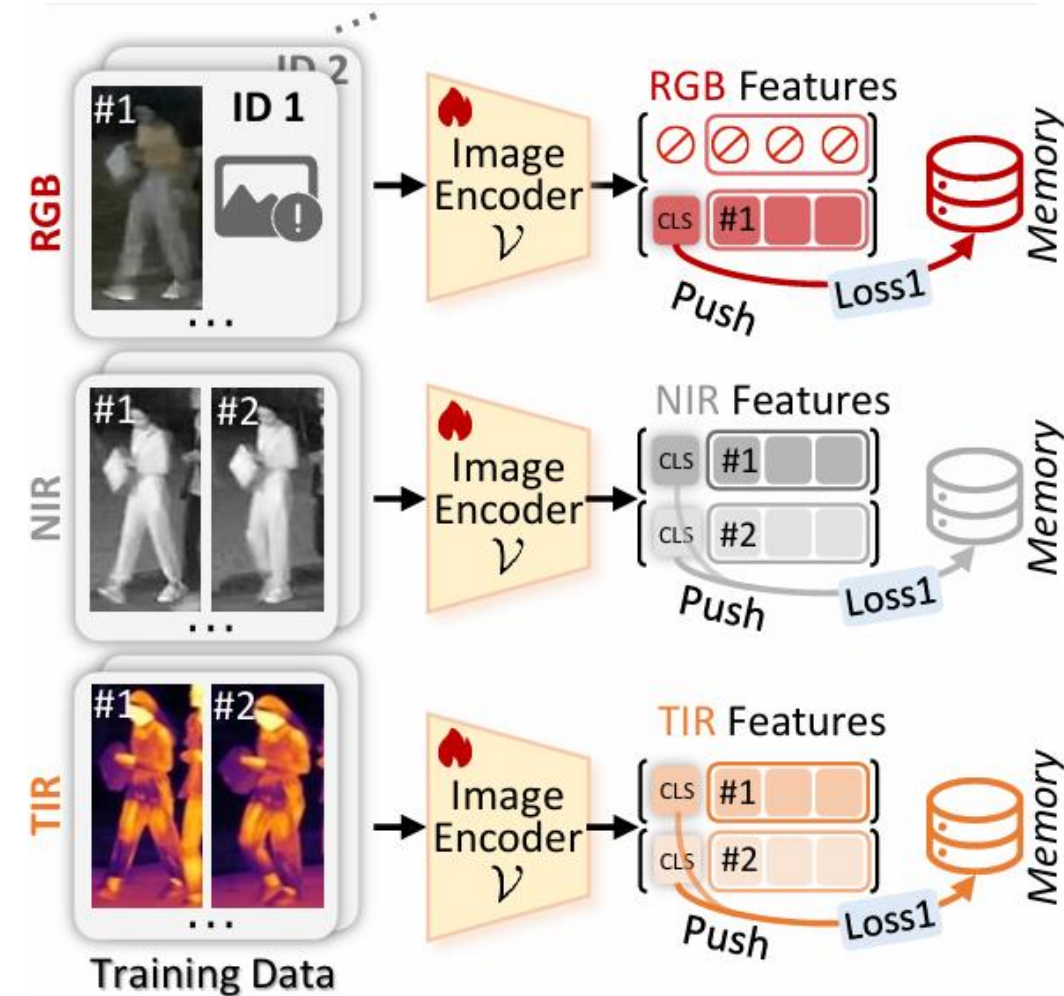 ...
ID 2
RGB
#1
ID 1
...
Image
Encoder
𝒱
RGB Features
CLS
#1
Push
Loss1
Memory
NIR
#1
#2
...
Image
Encoder
𝒱
NIR Features
CLS
#1
CLS
#2
Push
Loss1
Memory
TIR
#1
#2
...
Image
Encoder
𝒱
TIR Features
CLS
#1
CLS
#2
Push
Loss1
Memory
Training Data